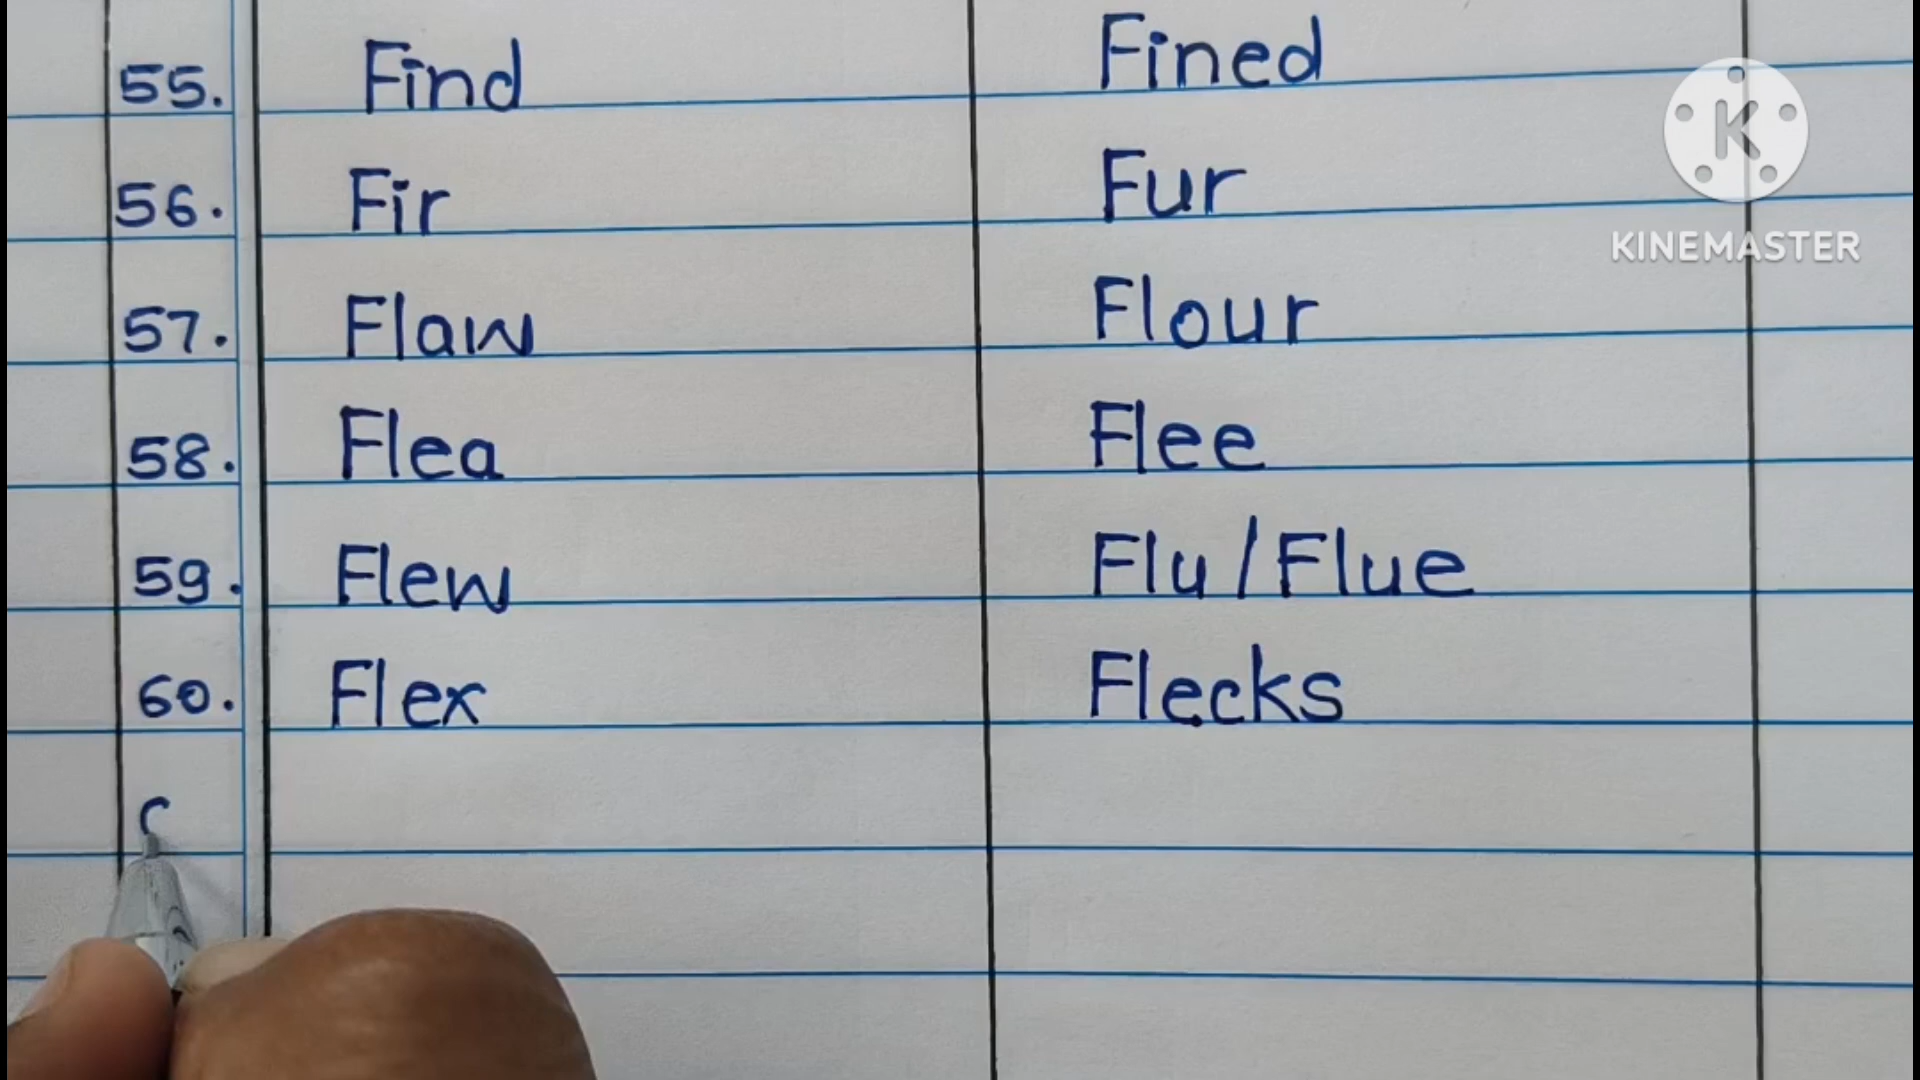 55. Find Fined
56. Fir Fur
57. Flaw Flour
58. Flea Flee
59. Flew Flu/Flue
60. Flex Flecks
K
KINEMASTER